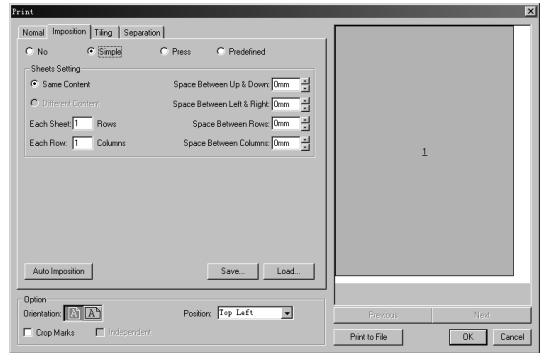 Print
Nomal Imposition Tiling Separation
No Simple Press Predefined
Sheets Setting
Same Content Space Between Up & Down: 0mm
Different Content Space Between Left & Right: 0mm
Each Sheet: 1 Rows Space Between Rows: 0mm
Each Row: 1 Columns Space Between Columns: 0mm
1
Auto Imposition Save... Load...
Option
Orientation: A A Position: Top Left
Crop Marks Independent
Previous Next
Print to File OK Cancel